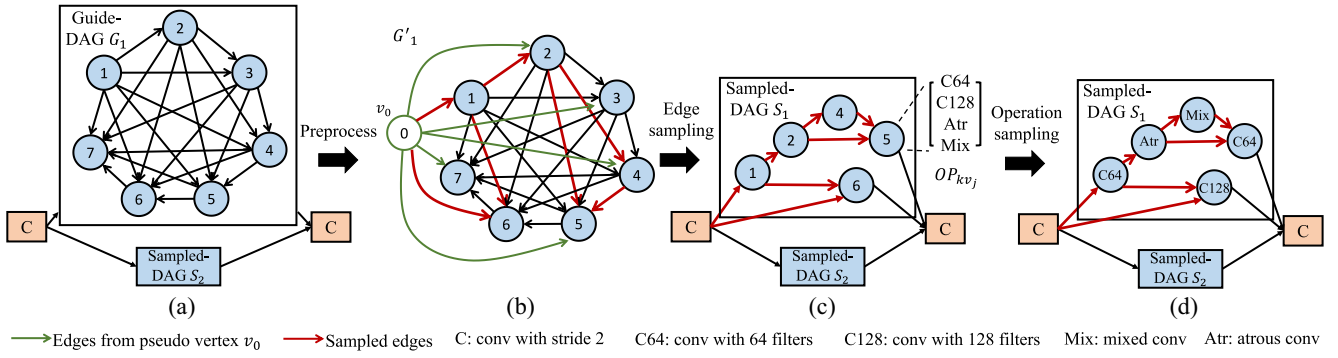 Guide-
DAG G₁
1
2
3
4
5
6
7
C
C
Sampled-
DAG S₂
(a)
Preprocess
G'₁
v₀
0
1
2
3
4
5
6
7
(b)
Edge
sampling
Sampled-
DAG S₁
1
2
4
5
6
C
C
Sampled-
DAG S₂
(c)
C64
C128
Atr
Mix
OPₖᵥⱼ
Operation
sampling
Sampled-
DAG S₁
C64
Atr
Mix
C64
C128
C
C
Sampled-
DAG S₂
(d)
Edges from pseudo vertex v₀ Sampled edges C: conv with stride 2 C64: conv with 64 filters C128: conv with 128 filters Mix: mixed conv Atr: atrous conv